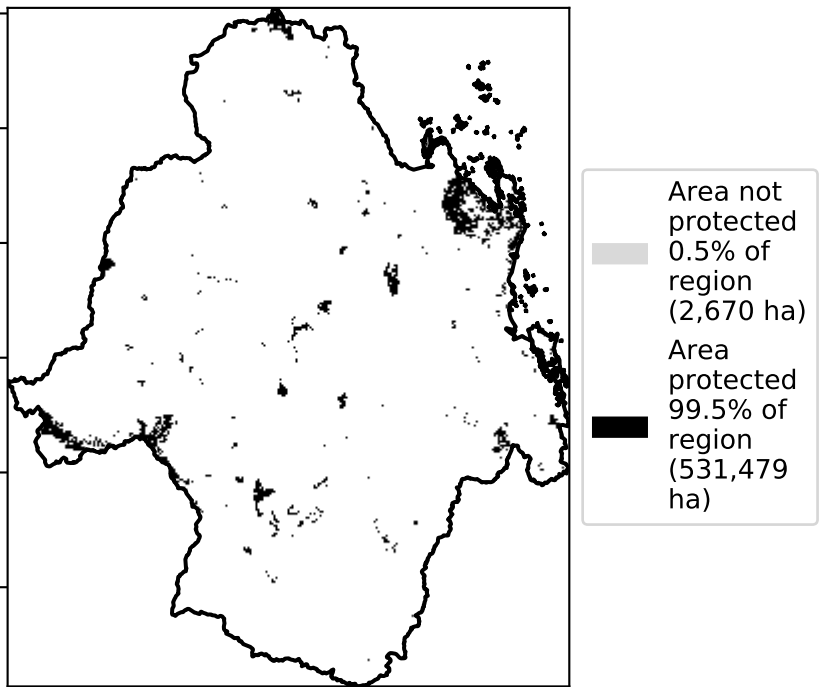 Area not
protected
0.5% of
region
(2,670 ha)
Area
protected
99.5% of
region
(531,479
ha)